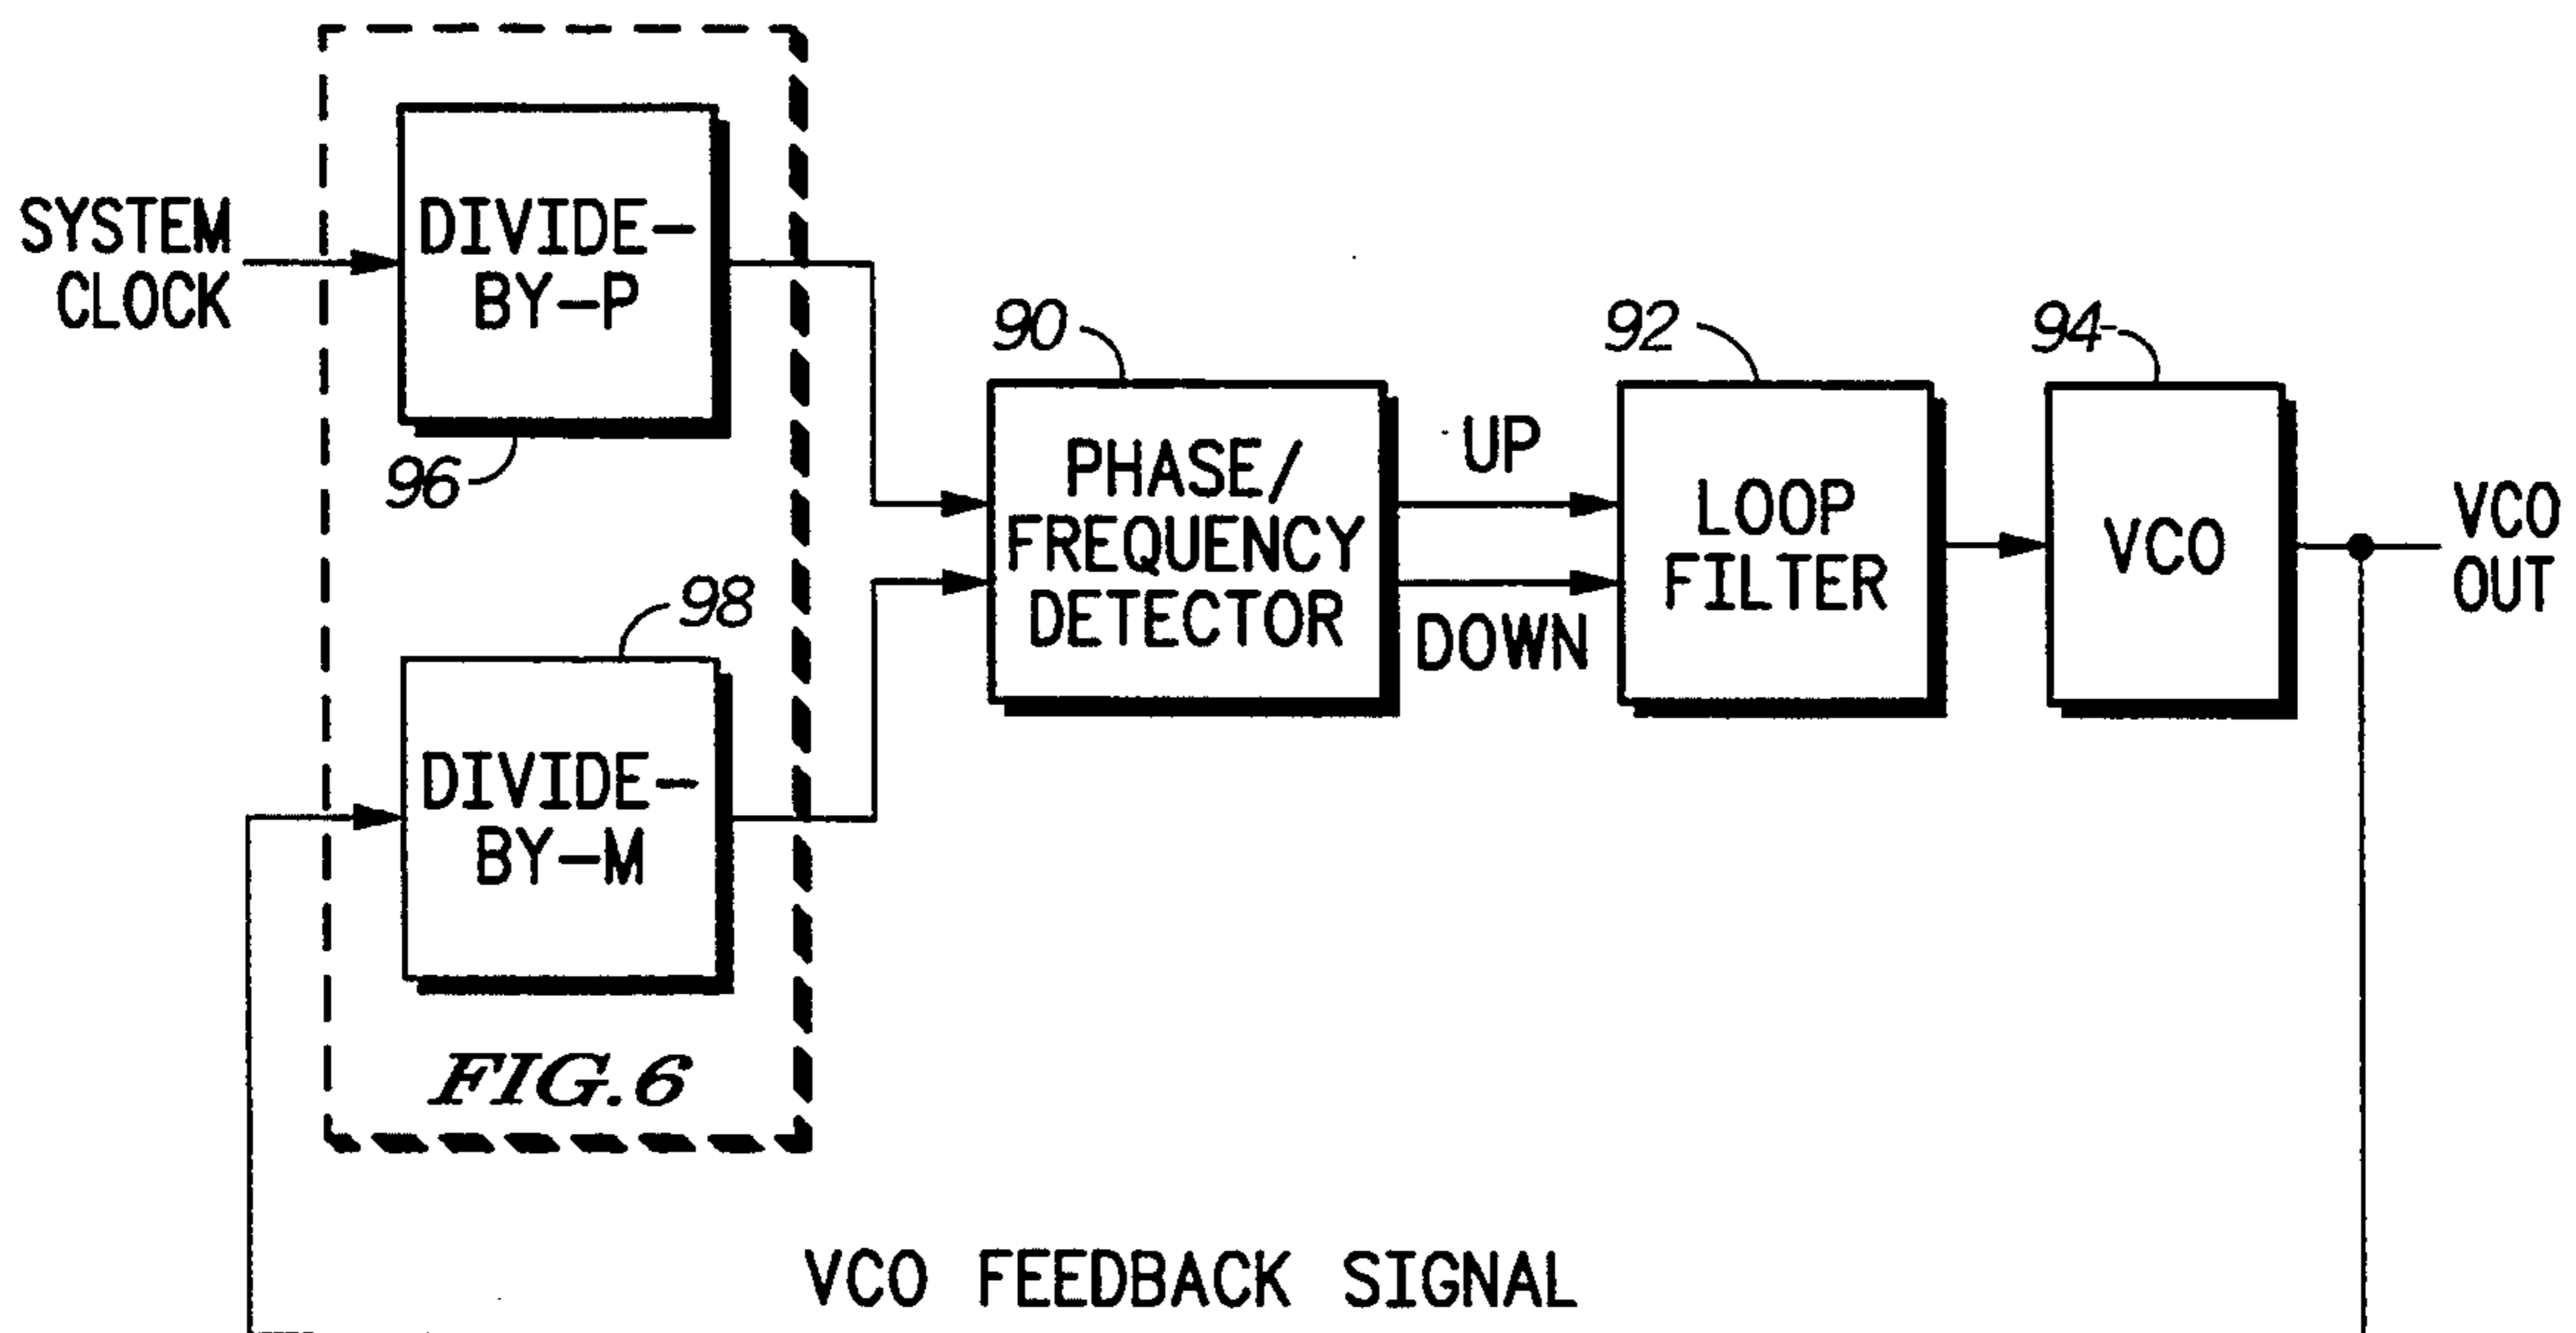 SYSTEM
CLOCK
DIVIDE-
BY-P
96
98
DIVIDE-
BY-M
FIG.6
90
PHASE/
FREQUENCY
DETECTOR
UP
DOWN
92
LOOP
FILTER
94
VCO
VCO
OUT
VCO FEEDBACK SIGNAL